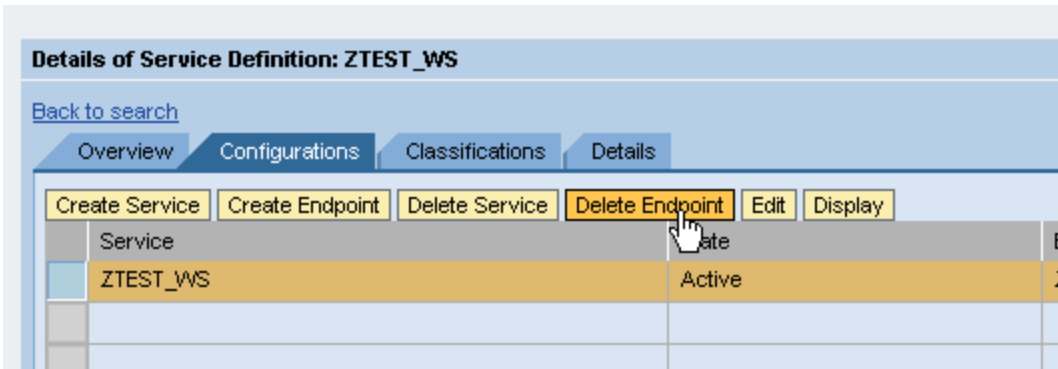 Details of Service Definition: ZTEST_WS
Back to search
Overview Configurations Classifications Details
Create Service Create Endpoint Delete Service Delete Endpoint Edit Display
Service
ZTEST_WS Active